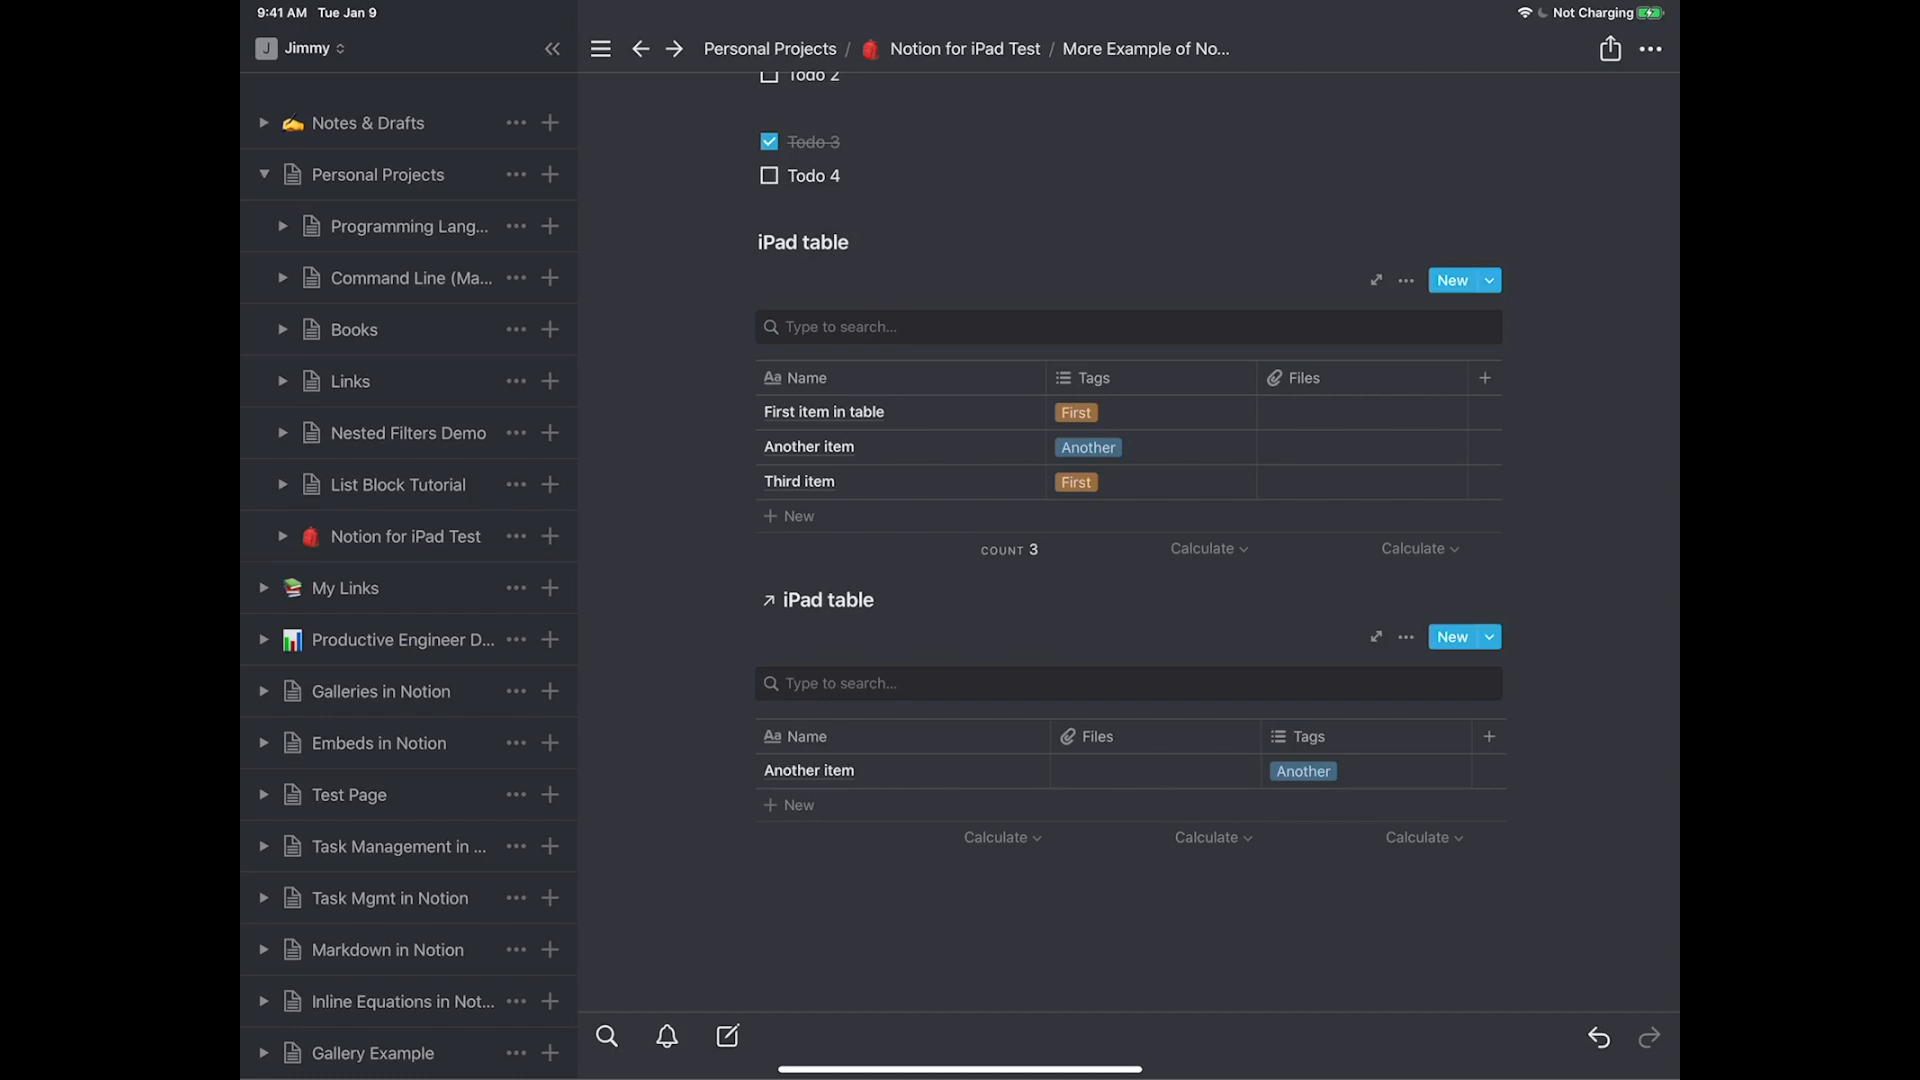 9:41 AM Tue Jan 9
Not Charging
J Jimmy
Personal Projects / Notion for iPad Test / More Example of No...
Notes & Drafts
Personal Projects
Programming Lang...
Command Line (Ma...
Books
Links
Nested Filters Demo
List Block Tutorial
Notion for iPad Test
My Links
Productive Engineer D...
Galleries in Notion
Embeds in Notion
Test Page
Task Management in ...
Task Mgmt in Notion
Markdown in Notion
Inline Equations in Not...
Gallery Example
Todo 2
Todo 3
Todo 4
iPad table
New
Type to search...
Aa Name Tags Files
First item in table First
Another item Another
Third item First
+ New
COUNT 3 Calculate Calculate
↗ iPad table
New
Type to search...
Aa Name Files Tags
Another item Another
+ New
Calculate Calculate Calculate